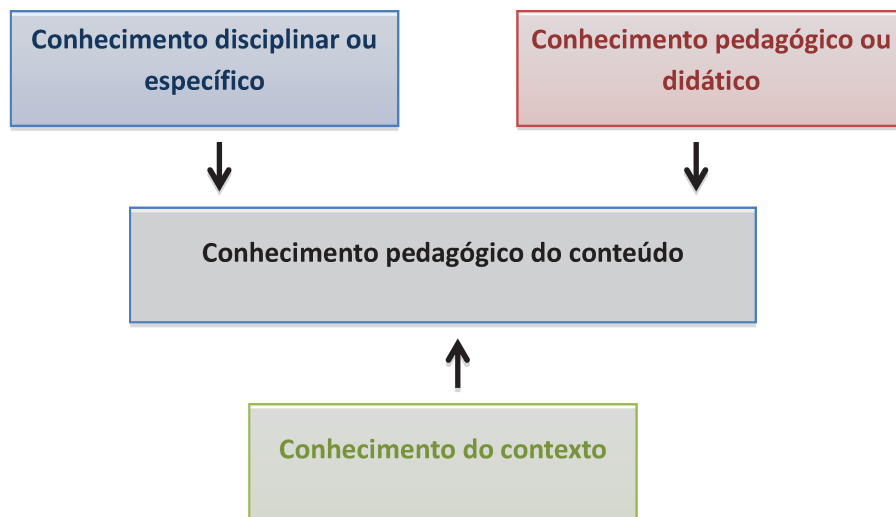 Conhecimento disciplinar ou
específico
Conhecimento pedagógico ou
didático
Conhecimento pedagógico do conteúdo
Conhecimento do contexto